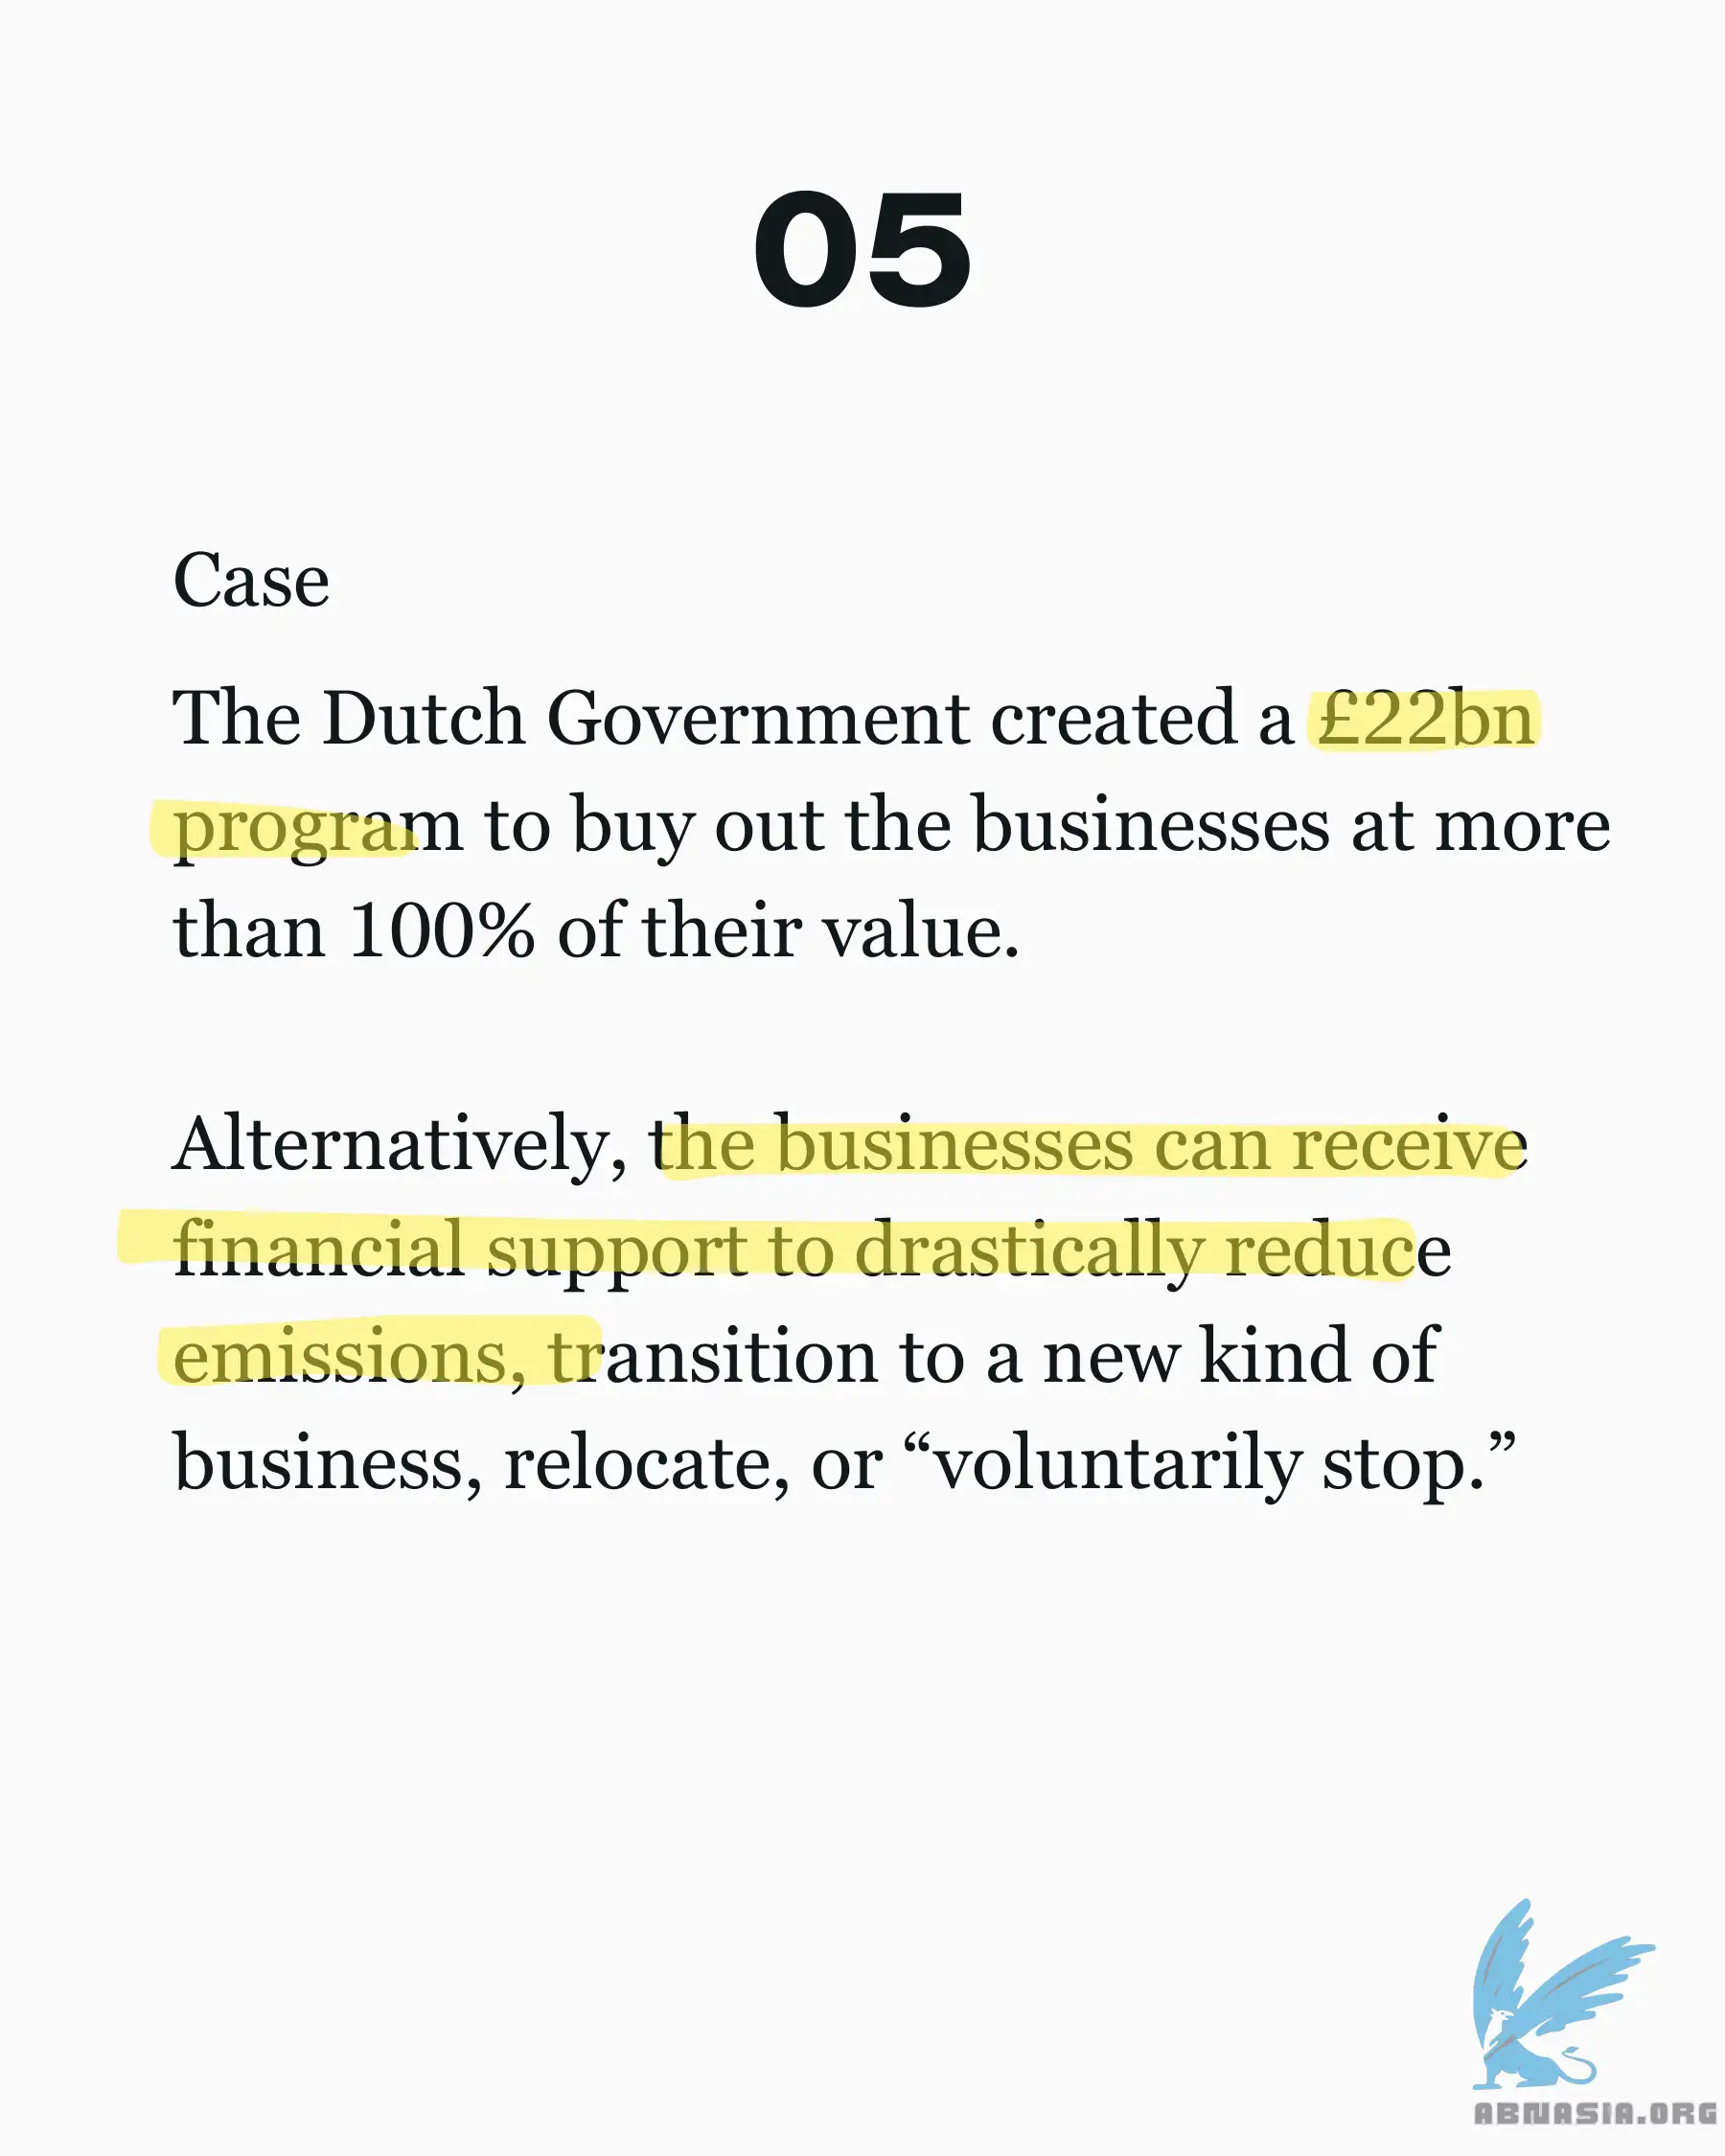 05
Case
The Dutch Government created a £22bn
program to buy out the businesses at more
than 100% of their value.
Alternatively, the businesses can receive
financial support to drastically reduce
emissions, transition to a new kind of
business, relocate, or “voluntarily stop.”
ABNASIA.ORG